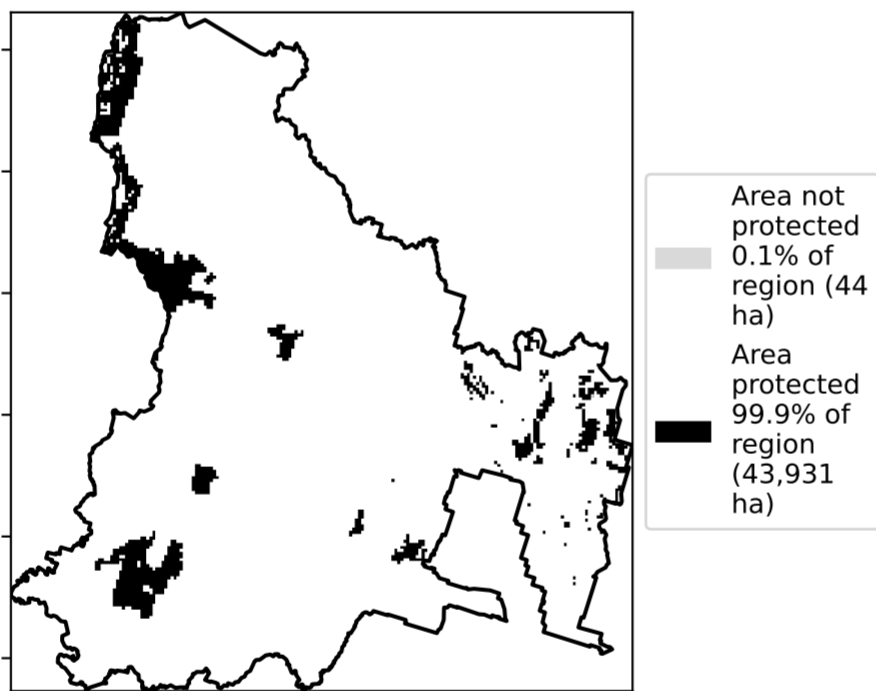 Area not
protected
0.1% of
region (44
ha)
Area
protected
99.9% of
region
(43,931
ha)